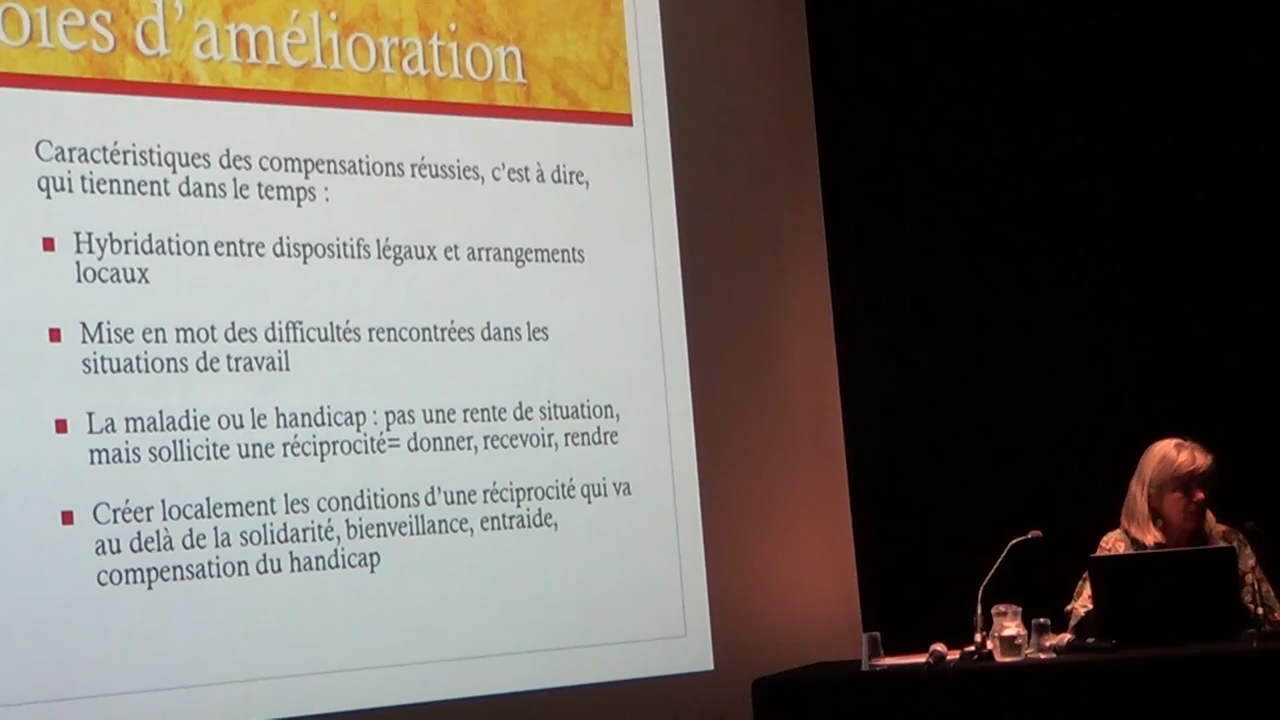 oies d'amélioration
Caractéristiques des compensations réussies, c'est à dire,
qui tiennent dans le temps :
Hybridation entre dispositifs légaux et arrangements
locaux
Mise en mot des difficultés rencontrées dans les
situations de travail
La maladie ou le handicap : pas une rente de situation,
mais sollicite une réciprocité= donner, recevoir, rendre
Créer localement les conditions d'une réciprocité qui va
au delà de la solidarité, bienveillance, entraide,
compensation du handicap